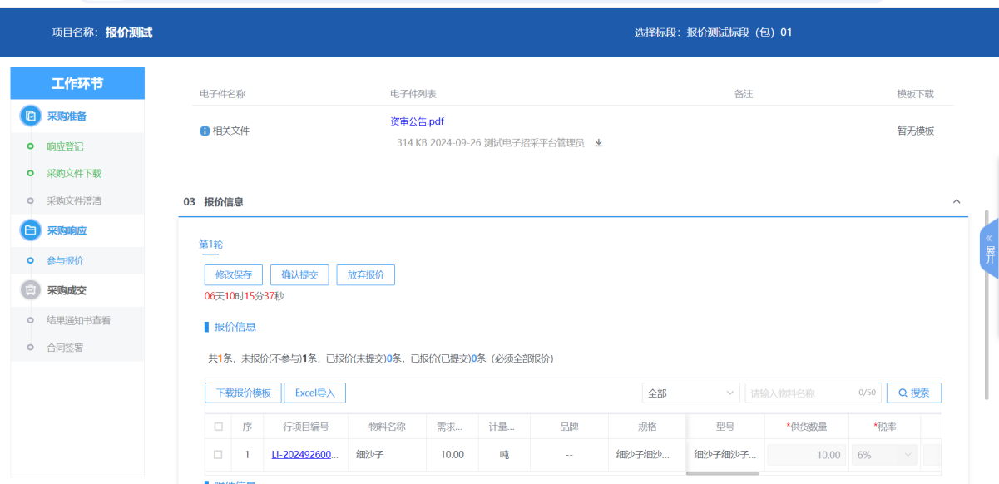 项目名称：报价测试
选择标段：报价测试标段（包）01
工作环节
采购准备
响应登记
采购文件下载
采购文件澄清
采购响应
参与报价
采购成交
结果通知书查看
合同签署
电子件名称 电子件列表 备注 模板下载
相关文件 资审公告.pdf 暂无模板
314 KB 2024-09-26 测试电子招采平台管理员
03 报价信息
第1轮
修改保存 确认提交 放弃报价
06天10时15分37秒
报价信息
共1条，未报价(不参与)1条，已报价(未提交)0条，已报价(已提交)0条（必须全部报价）
下载报价模板 Excel导入 全部 请输入物料名称 0/50 搜索
序 行项目编号 物料名称 需求... 计量... 品牌 规格 型号 *供货数量 *税率
1 LI-202492600... 细沙子 10.00 吨 -- 细沙子细沙... 细沙子细沙子... 10.00 6%
« 展开